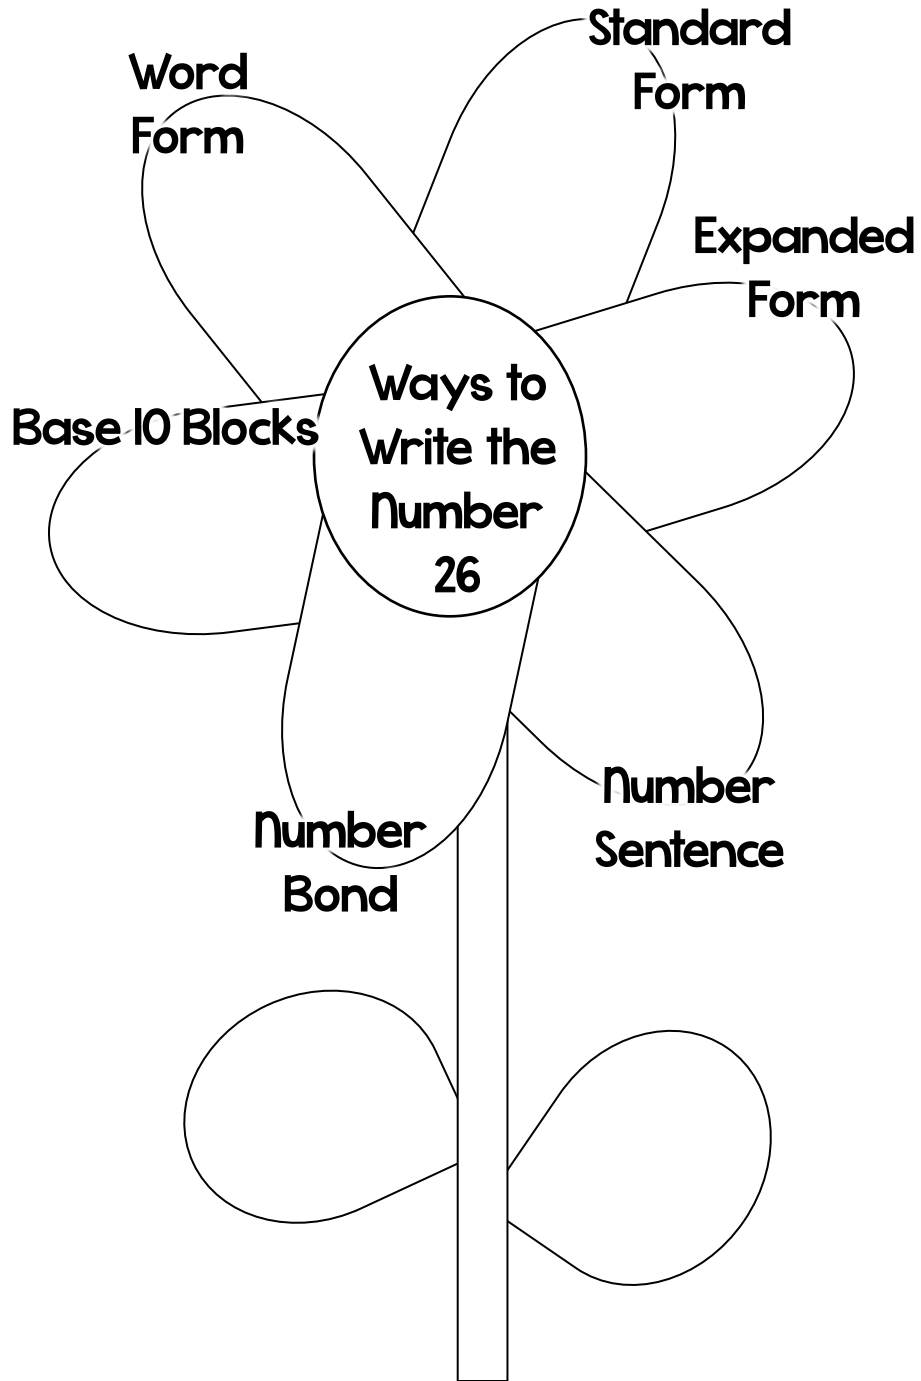 Word
Form
Standard
Form
Expanded
Form
Base 10 Blocks
Ways to
Write the
Number
26
Number
Sentence
Number
Bond